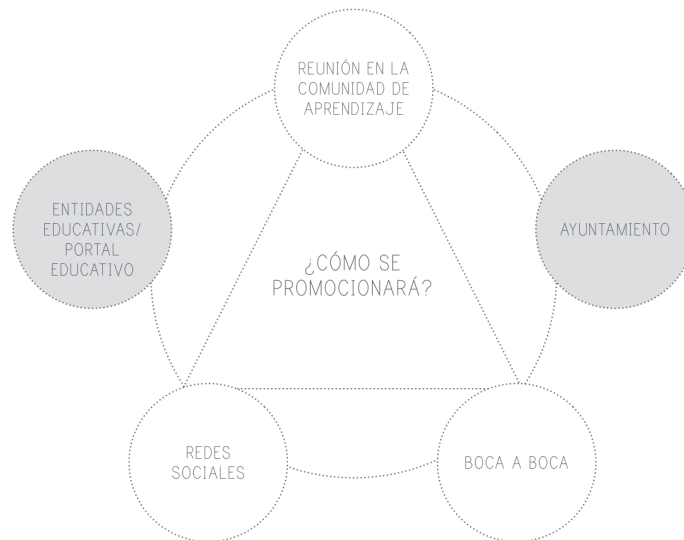 REUNIÓN EN LA
COMUNIDAD DE
APRENDIZAJE
ENTIDADES
EDUCATIVAS/
PORTAL
EDUCATIVO
AYUNTAMIENTO
¿CÓMO SE
PROMOCIONARÁ?
REDES
SOCIALES
BOCA A BOCA